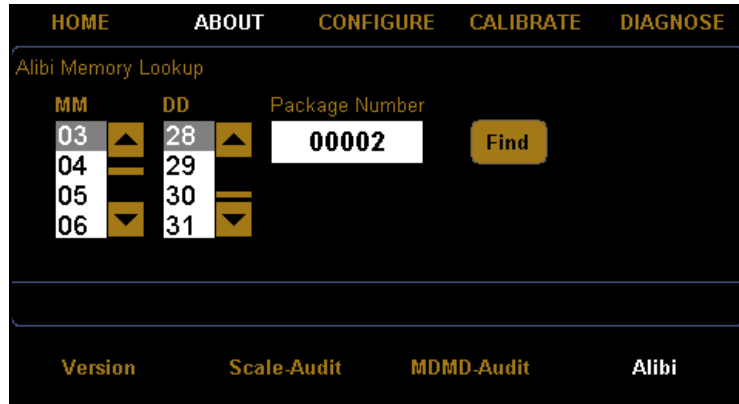 HOME ABOUT CONFIGURE CALIBRATE DIAGNOSE
Alibi Memory Lookup
MM DD Package Number
03 28 00002 Find
04 29
05 30
06 31
Version Scale-Audit MDMD-Audit Alibi